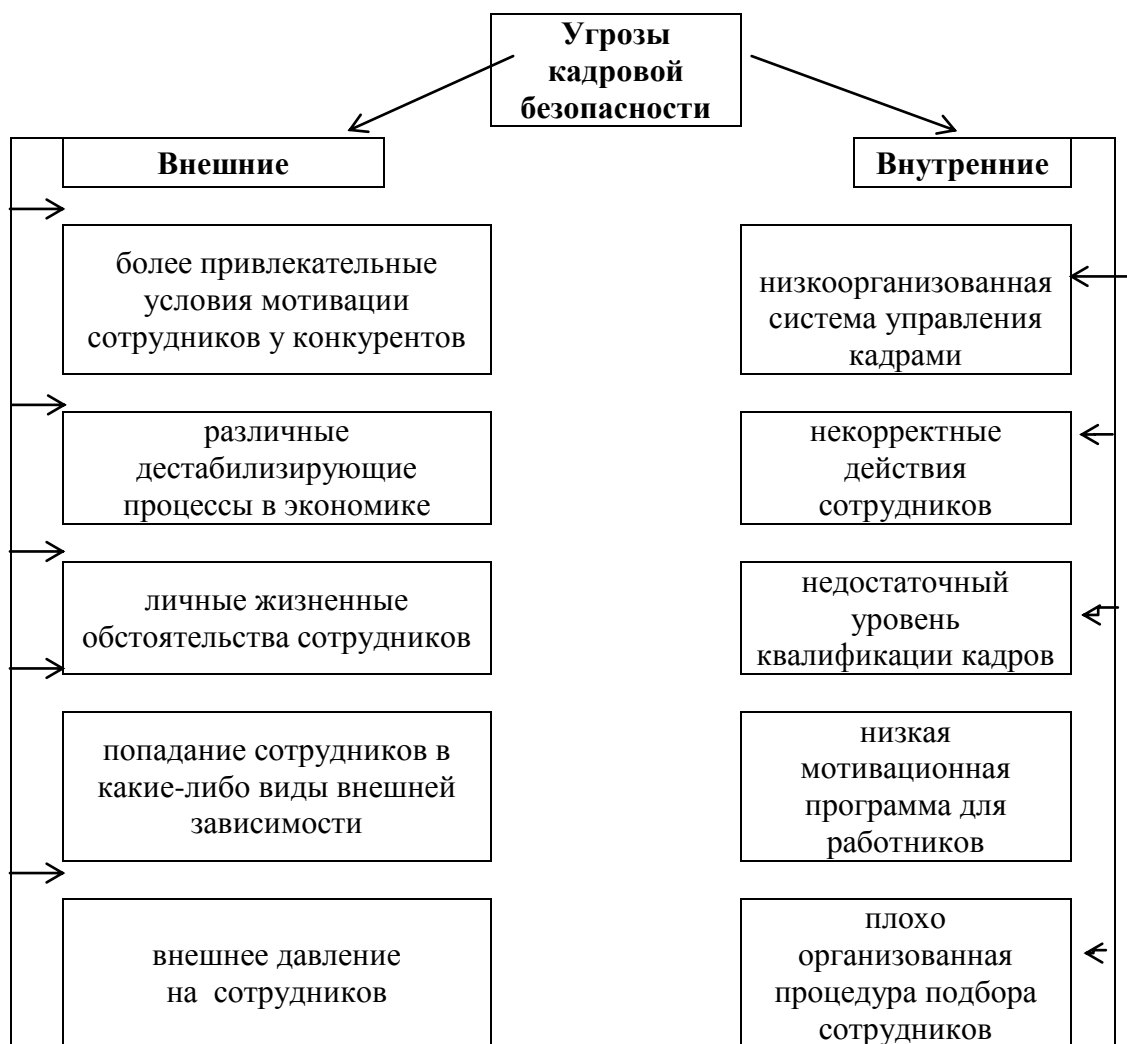 Угрозы
кадровой
безопасности
Внешние
более привлекательные
условия мотивации
сотрудников у конкурентов
различные
дестабилизирующие
процессы в экономике
личные жизненные
обстоятельства сотрудников
попадание сотрудников в
какие-либо виды внешней
зависимости
внешнее давление
на сотрудников
Внутренние
низкоорганизованная
система управления
кадрами
некорректные
действия
сотрудников
недостаточный
уровень
квалификации кадров
низкая
мотивационная
программа для
работников
плохо
организованная
процедура подбора
сотрудников